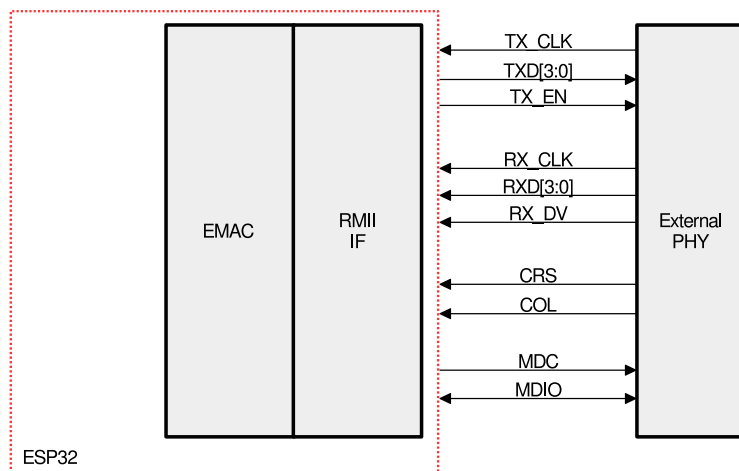 TX_CLK
TXD[3:0]
TX_EN
RX_CLK
RXD[3:0]
RX_DV
EMAC
RMII
IF
External
PHY
CRS
COL
MDC
MDIO
ESP32